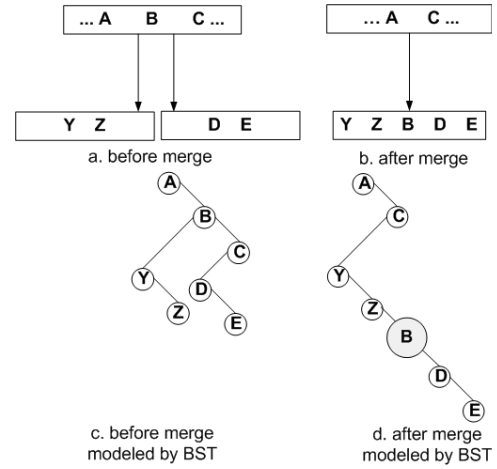 ... A B C ...
... A C ...
Y Z
D E
Y Z B D E
a. before merge
b. after merge
A
B
C
Y
D
Z
E
A
C
Y
Z
B
D
E
c. before merge
modeled by BST
d. after merge
modeled by BST